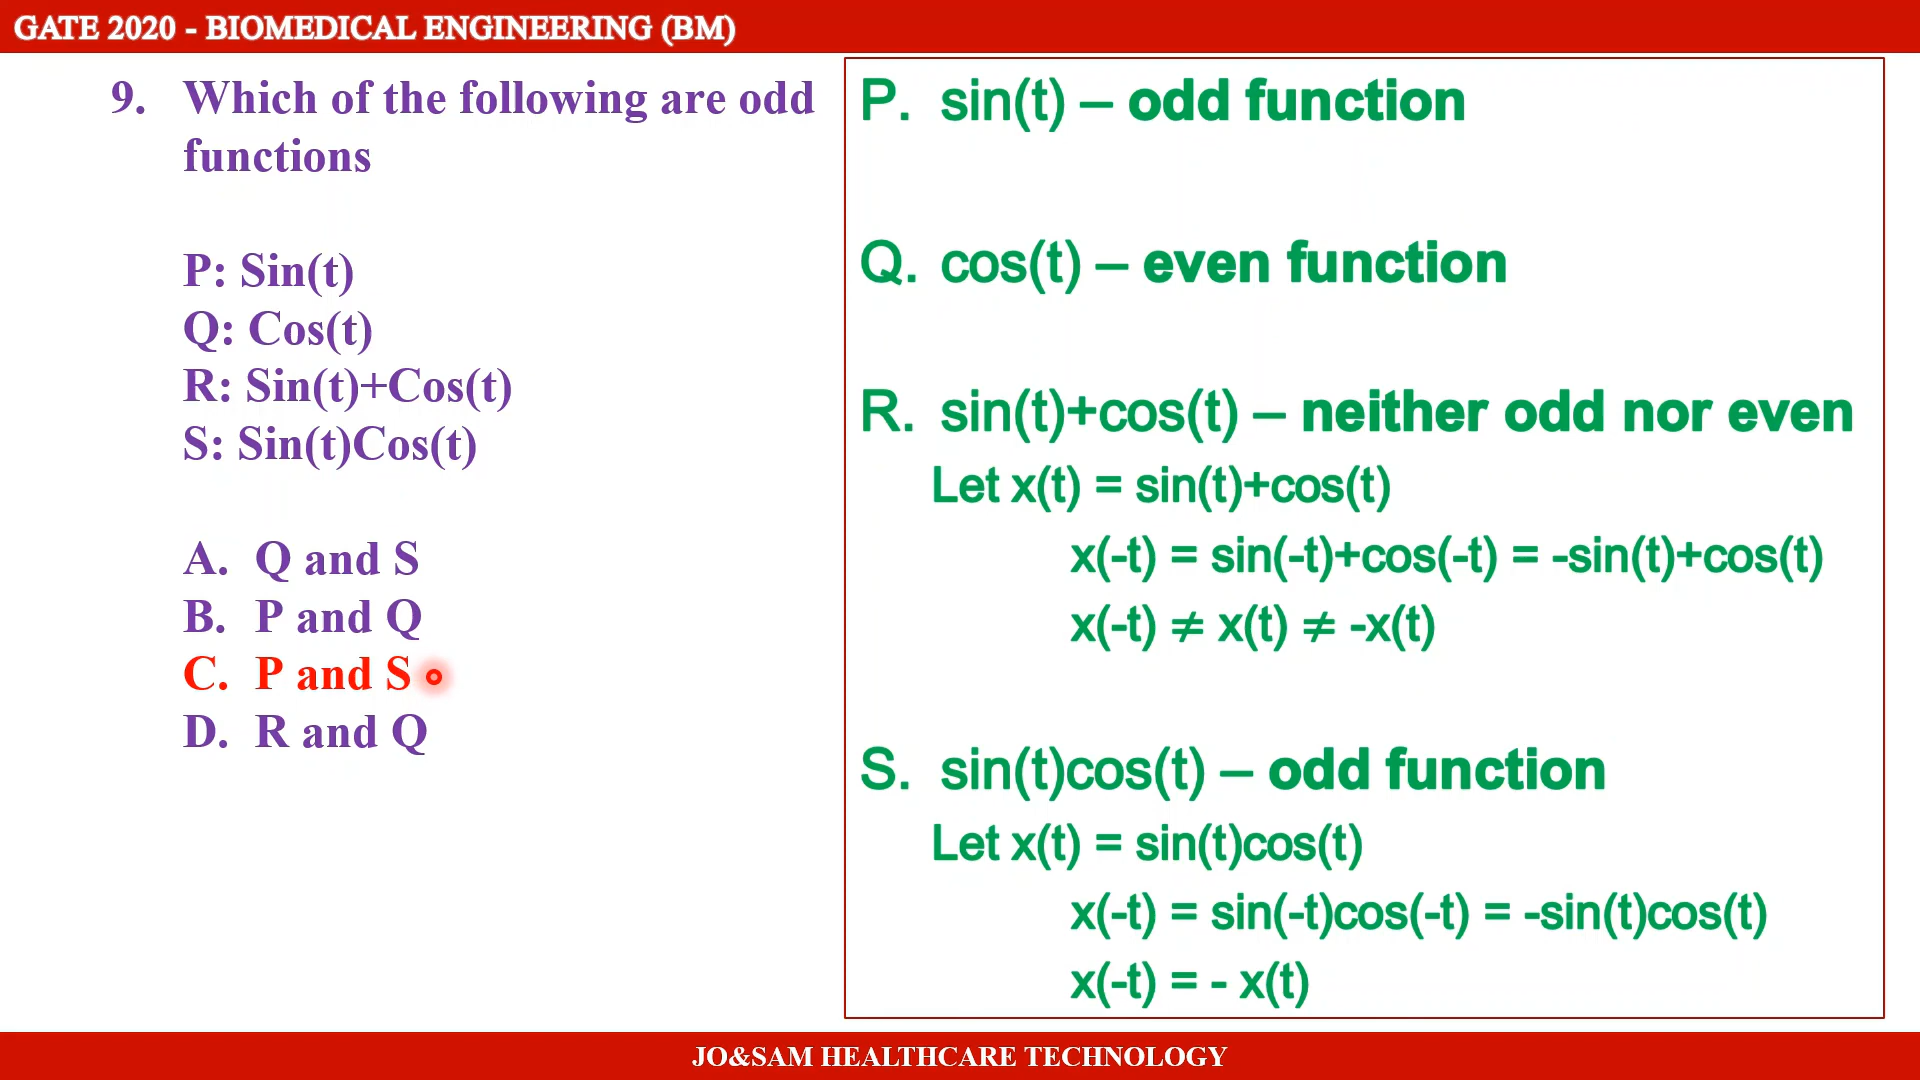 GATE 2020 - BIOMEDICAL ENGINEERING (BM)
9. Which of the following are odd
functions
P: Sin(t)
Q: Cos(t)
R: Sin(t)+Cos(t)
S: Sin(t)Cos(t)
A. Q and S
B. P and Q
C. P and S
D. R and Q
P. sin(t) – odd function
Q. cos(t) – even function
R. sin(t)+cos(t) – neither odd nor even
Let x(t) = sin(t)+cos(t)
x(-t) = sin(-t)+cos(-t) = -sin(t)+cos(t)
x(-t) ≠ x(t) ≠ -x(t)
S. sin(t)cos(t) – odd function
Let x(t) = sin(t)cos(t)
x(-t) = sin(-t)cos(-t) = -sin(t)cos(t)
x(-t) = - x(t)
JO&SAM HEALTHCARE TECHNOLOGY